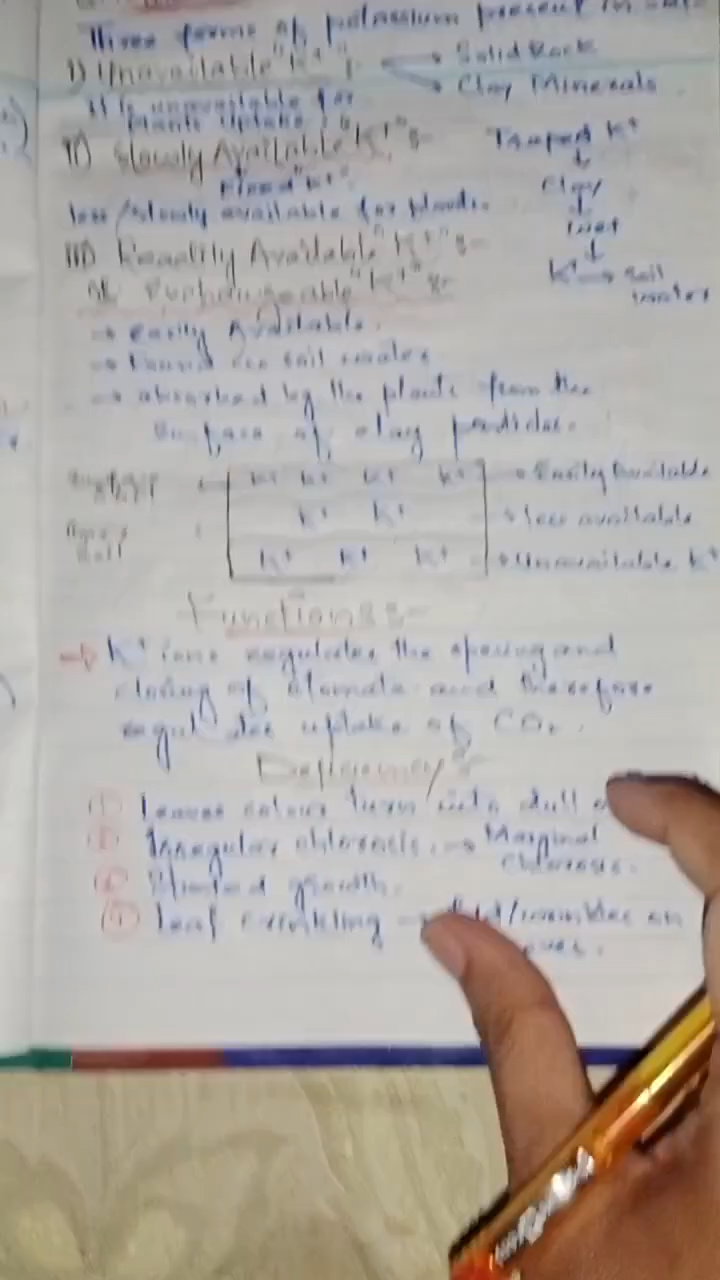 Three forms of potassium present in
I) Unavailable "K+" :- → Solid Rock
→ Clay Minerals.
It is unavailable for
Plants Uptake.
II) Slowly Available "K+" :-
Fixed "K+".
less/slowly available for plants.
Trapped K+
↓
Clay
↓
wet
↓
K+ → Soil
water
III) Readily Available "K+" :-
OR Exchangeable "K+" :-
→ easily Available.
→ Found in soil water
→ absorbed by the plants from the
surface of clay particles.
K+ K+ K+ K+ → Easily Available
K+ K+ → less available
Soil K+ K+ K+ → Unavailable K+
Functions:-
→ K+ ions regulates the opening and
closing of stomata and therefore
regulates uptake of CO₂.
Deficiency :-
① Leaves colour turn into dull
Irregular chlorosis. → Marginal
Chlorosis.
Stunted growth.
④ Leaf crinkling → /wrinkles on